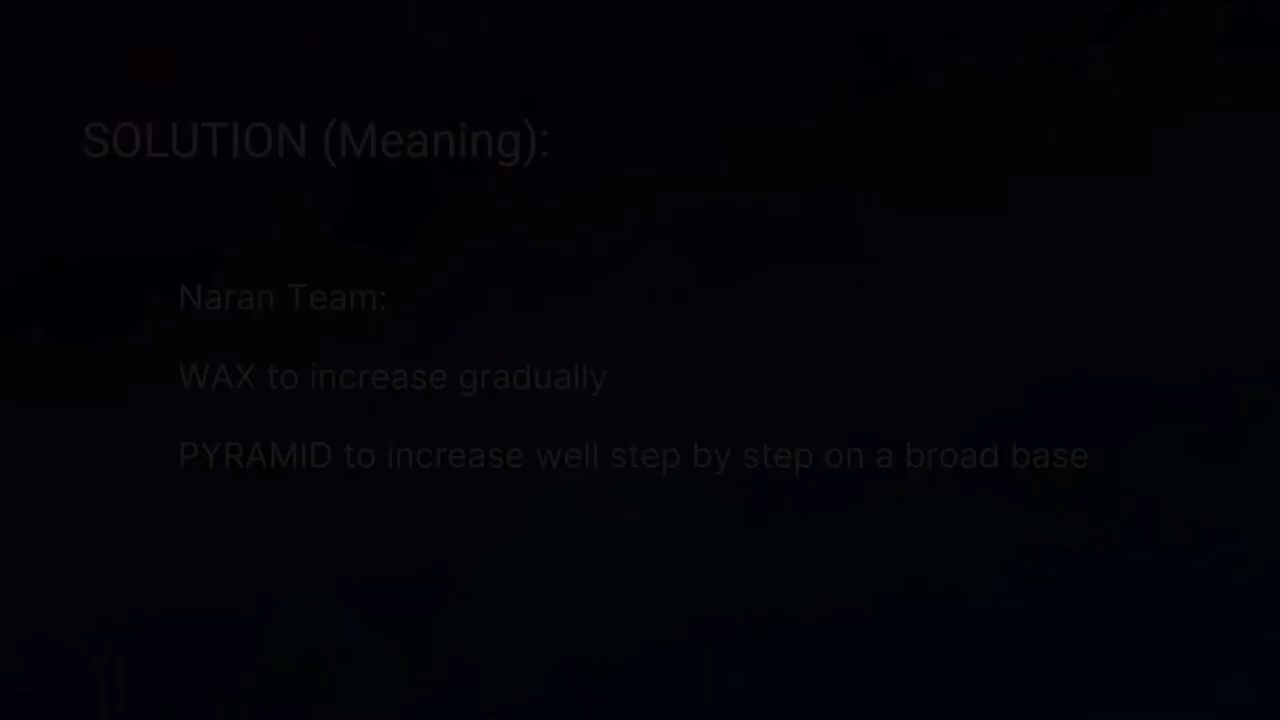 SOLUTION (Meaning):
Naran Team:
WAX to increase gradually
PYRAMID to increase well step by step on a broad base